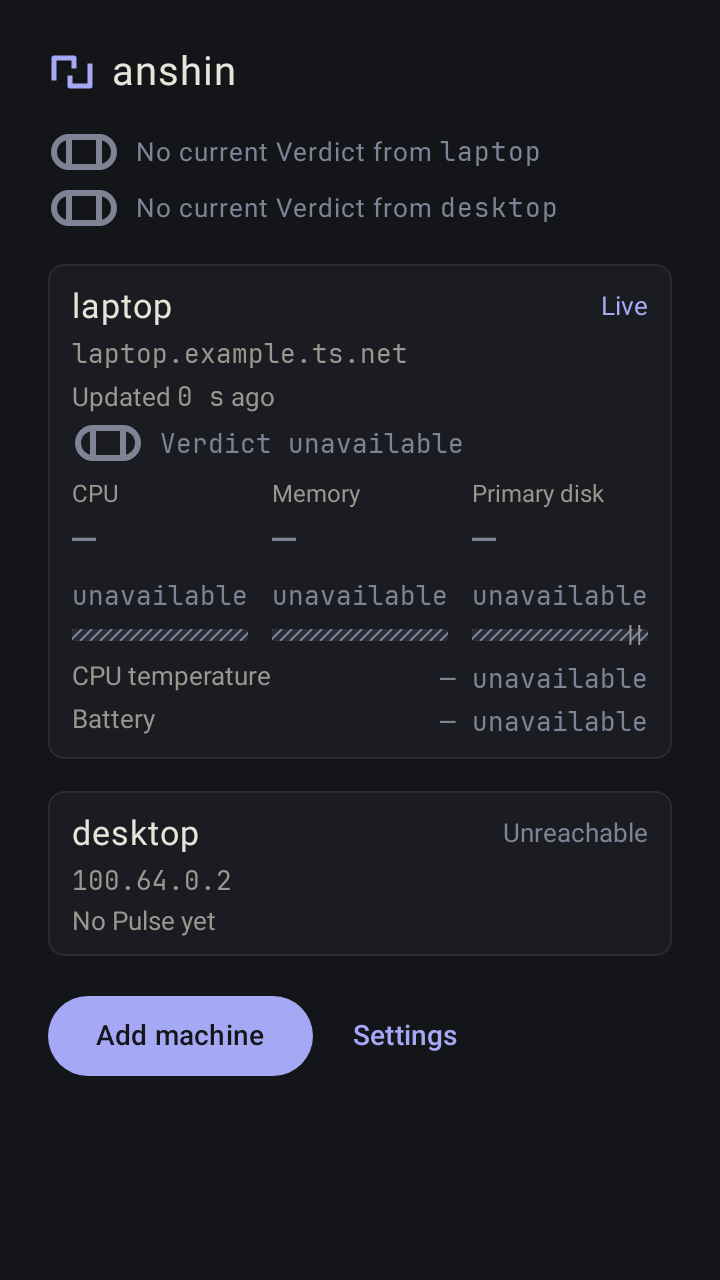 anshin
No current Verdict from laptop
No current Verdict from desktop
laptop Live
laptop.example.ts.net
Updated 0 s ago
Verdict unavailable
CPU Memory Primary disk
— — —
unavailable unavailable unavailable
CPU temperature — unavailable
Battery — unavailable
desktop Unreachable
100.64.0.2
No Pulse yet
Add machine Settings